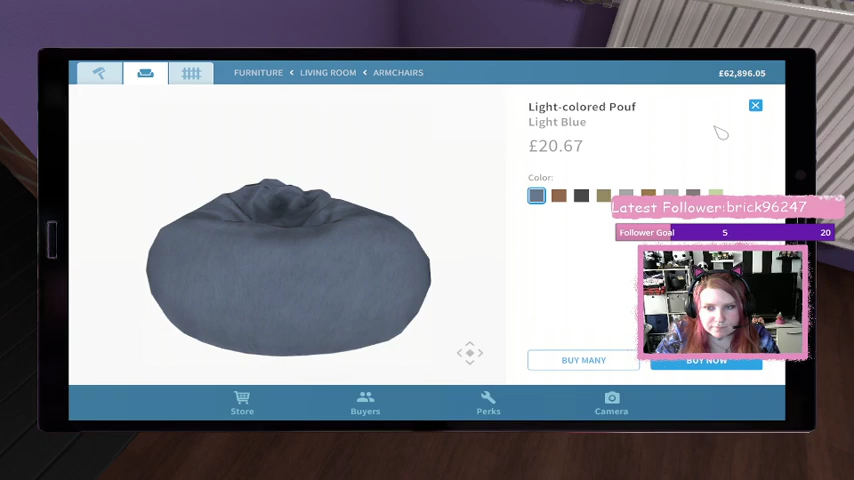 FURNITURE < LIVING ROOM < ARMCHAIRS
£62,896.05
Light-colored Pouf
Light Blue
£20.67
Color:
Latest Follower:brick96247
Follower Goal 5 20
BUY MANY
BUY NOW
Store
Buyers
Perks
Camera